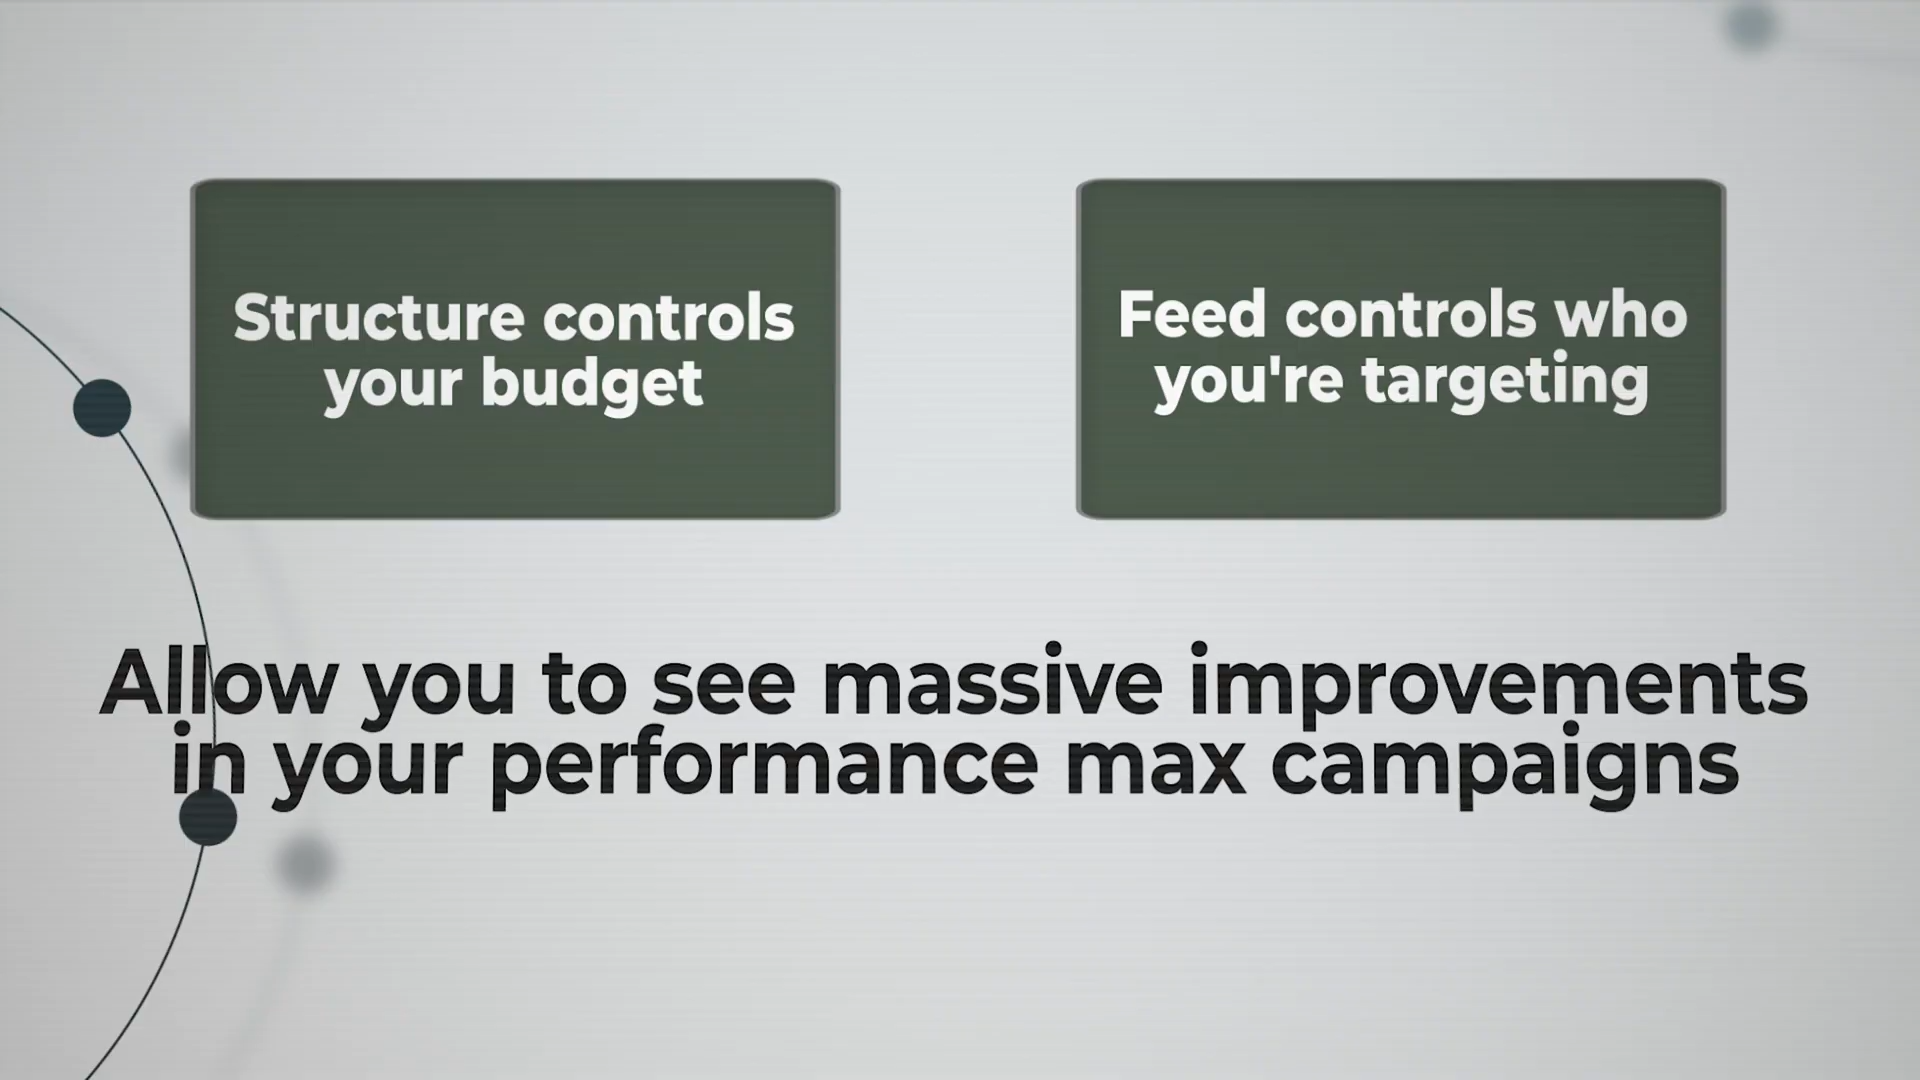 Structure controls
your budget
Feed controls who
you're targeting
Allow you to see massive improvements
in your performance max campaigns